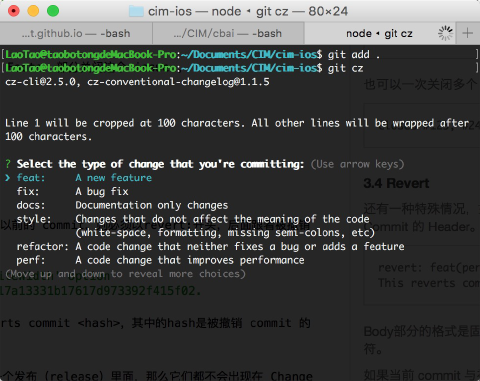 cim-ios — node • git cz — 80×24
...t.github.io — -bash
.../CIM/cbai — -bash
node • git cz
[LaoTao@taobotongdeMacBook-Pro:~/Documents/CIM/cim-ios$ git add .
[LaoTao@taobotongdeMacBook-Pro:~/Documents/CIM/cim-ios$ git cz
cz-cli@2.5.0, cz-conventional-changelog@1.1.5
也可以一次关闭多个
Line 1 will be cropped at 100 characters. All other lines will be wrapped after
100 characters.
? Select the type of change that you're committing: (Use arrow keys)
❯ feat: A new feature
fix: A bug fix
docs: Documentation only changes
style: Changes that do not affect the meaning of the code
(white-space, formatting, missing semi-colons, etc)
refactor: A code change that neither fixes a bug or adds a feature
perf: A code change that improves performance
(Move up and down to reveal more choices)
3.4 Revert
还有一种特殊情况,
Commit 的 Header。
revert: feat(per
This reverts com
17a13331b17617d973392f415f02.
rts commit <hash>, 其中的hash是被撤销 commit 的
Body部分的格式是固
符。
个发布（release）里面，那么它们都不会出现在 Change
如果当前 commit 与